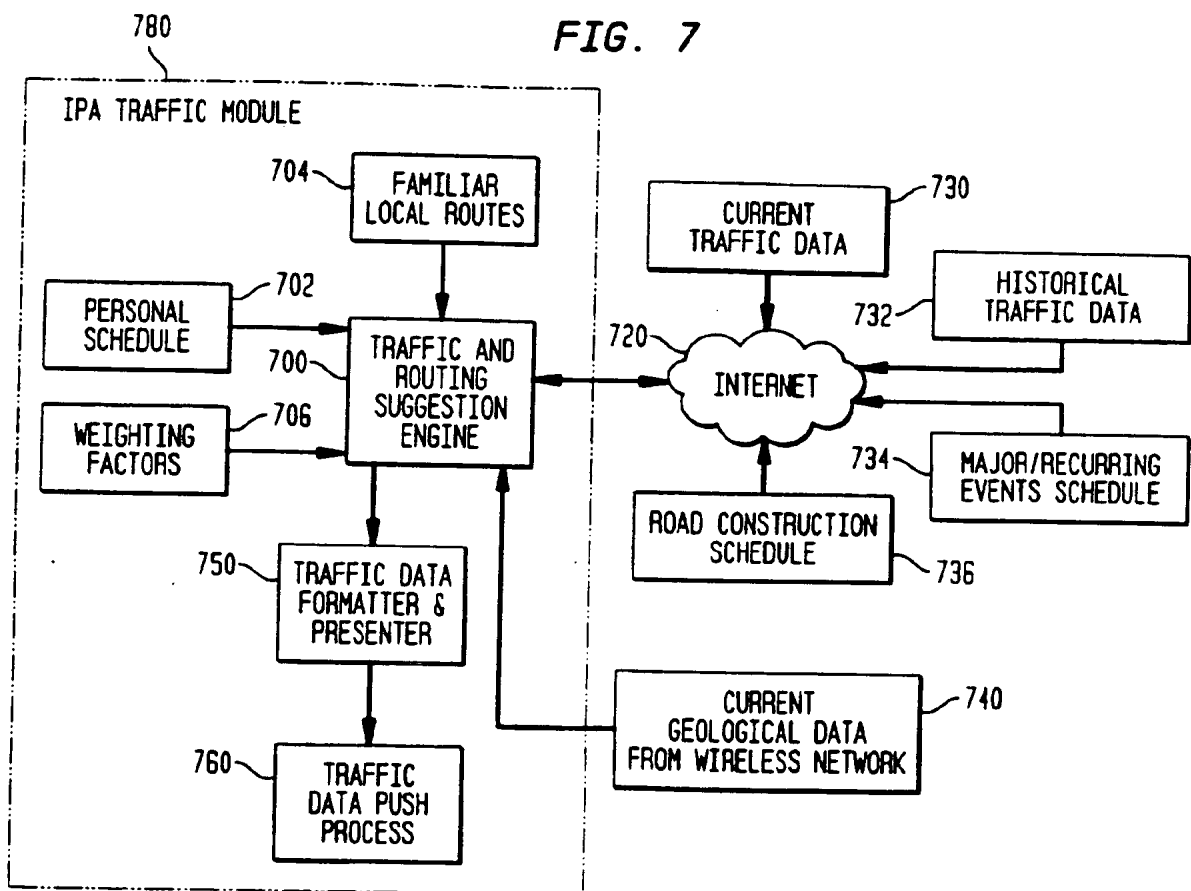 FIG. 7
780
IPA TRAFFIC MODULE
704
FAMILIAR
LOCAL ROUTES
702
PERSONAL
SCHEDULE
700
TRAFFIC AND
ROUTING
SUGGESTION
ENGINE
706
WEIGHTING
FACTORS
750
TRAFFIC DATA
FORMATTER &
PRESENTER
760
TRAFFIC
DATA PUSH
PROCESS
730
CURRENT
TRAFFIC DATA
732
HISTORICAL
TRAFFIC DATA
720
INTERNET
734
MAJOR/RECURRING
EVENTS SCHEDULE
ROAD CONSTRUCTION
SCHEDULE
736
740
CURRENT
GEOLOGICAL DATA
FROM WIRELESS NETWORK